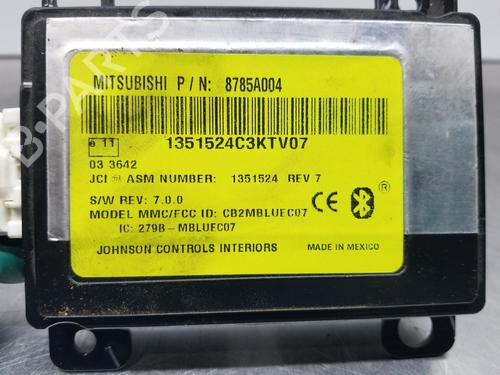 MITSUBISHI P / N: 8785A004
1351524C3KTV07
e 11
03 3642
JCI ASM NUMBER: 1351524 REV 7
S/W REV: 7.0.0
MODEL MMC/FCC ID: CB2MBLUEC07
IC: 279B-MBLUEC07
JOHNSON CONTROLS INTERIORS
MADE IN MEXICO
CE
®
B-PARTS